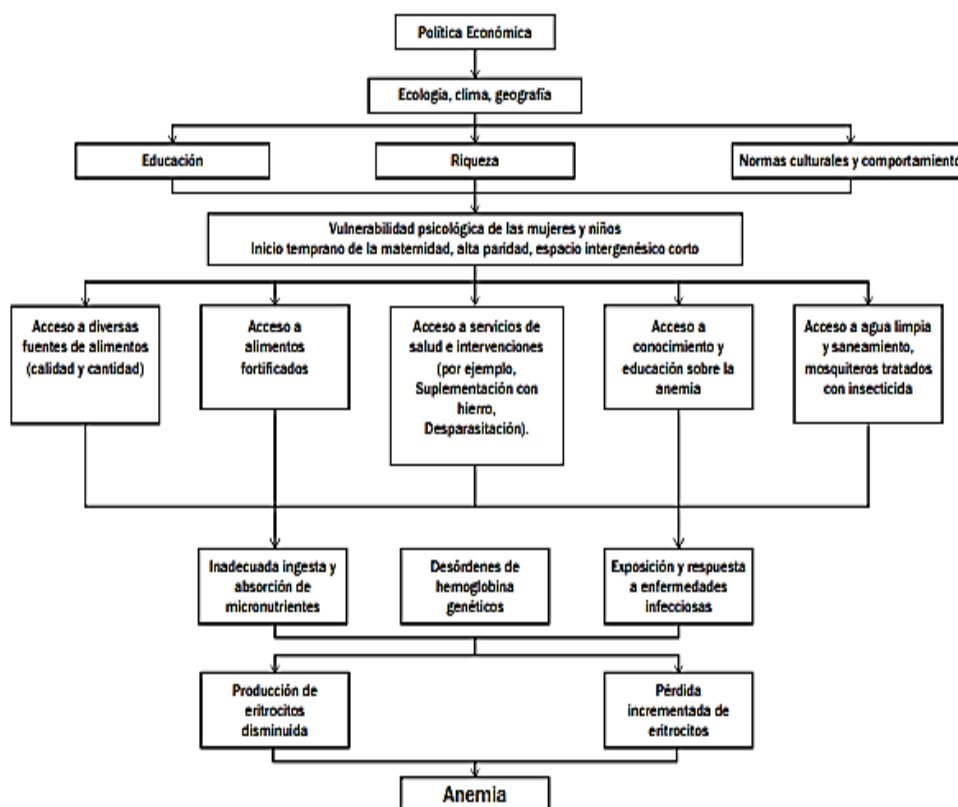 Política Económica
Ecología, clima, geografía
Educación
Riqueza
Normas culturales y comportamiento
Vulnerabilidad psicológica de las mujeres y niños
Inicio temprano de la maternidad, alta paridad, espacio intergenésico corto
Acceso a diversas
fuentes de alimentos
(calidad y cantidad)
Acceso a
alimentos
fortificados
Acceso a servicios de
salud e intervenciones
(por ejemplo,
Suplementación con
hierro,
Desparasitación).
Acceso a
conocimiento y
educación sobre la
anemia
Acceso a agua limpia
y saneamiento,
mosquiteros tratados
con insecticida
Inadecuada ingesta y
absorción de
micronutrientes
Desórdenes de
hemoglobina
genéticos
Exposición y respuesta
a enfermedades
infecciosas
Producción de
eritrocitos
disminuida
Pérdida
incrementada de
eritrocitos
Anemia